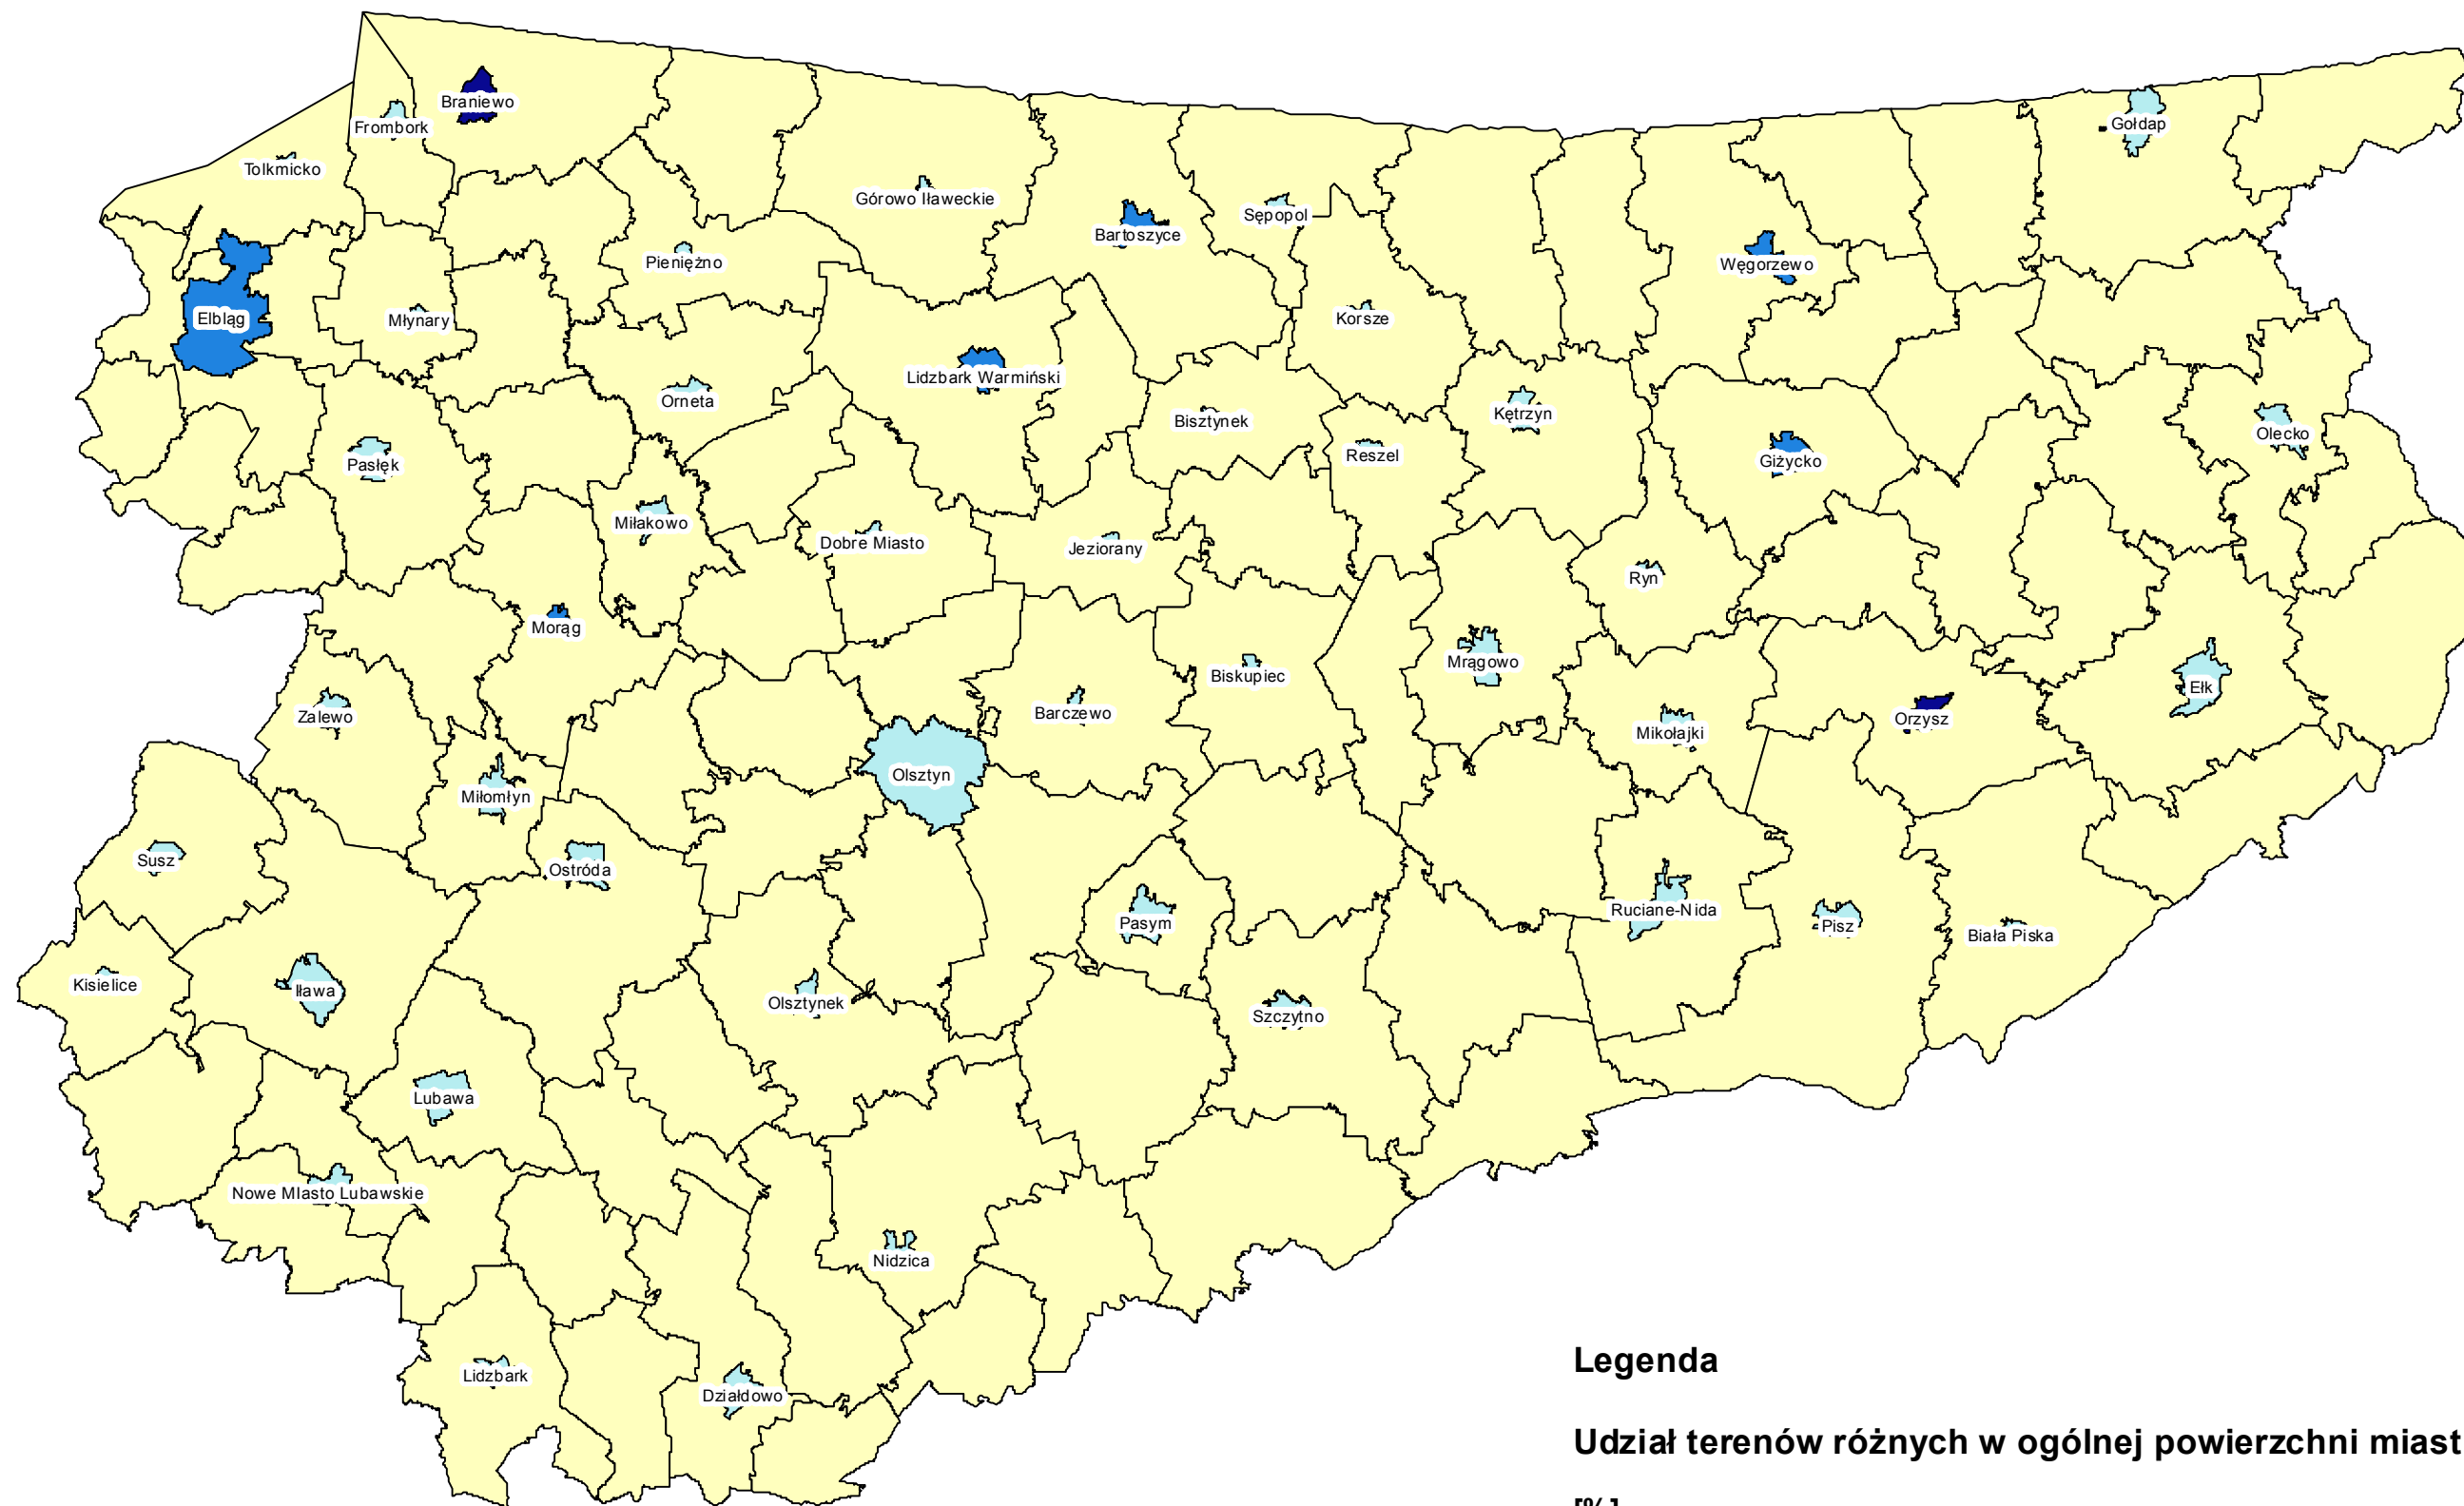 Braniewo
Frombork
Gołdap
Tolkmicko
Górowo Iławeckie
Sępopol
Bartoszyce
Pieniężno
Węgorzewo
Elbląg
Młynary
Korsze
Lidzbark Warmiński
Orneta
Kętrzyn
Bisztynek
Olecko
Reszel
Giżycko
Pasłęk
Miłakowo
Dobre Miasto
Jeziorany
Ryn
Morąg
Mrągowo
Biskupiec
Ełk
Barczewo
Zalewo
Orzysz
Mikołajki
Olsztyn
Miłomłyn
Susz
Ostróda
Ruciane-Nida
Pasym
Pisz
Biała Piska
Kisielice
Iława
Olsztynek
Szczytno
Lubawa
Nowe MIasto Lubawskie
Nidzica
Lidzbark
Działdowo
Legenda
Udział terenów różnych w ogólnej powierzchni miast
[%]